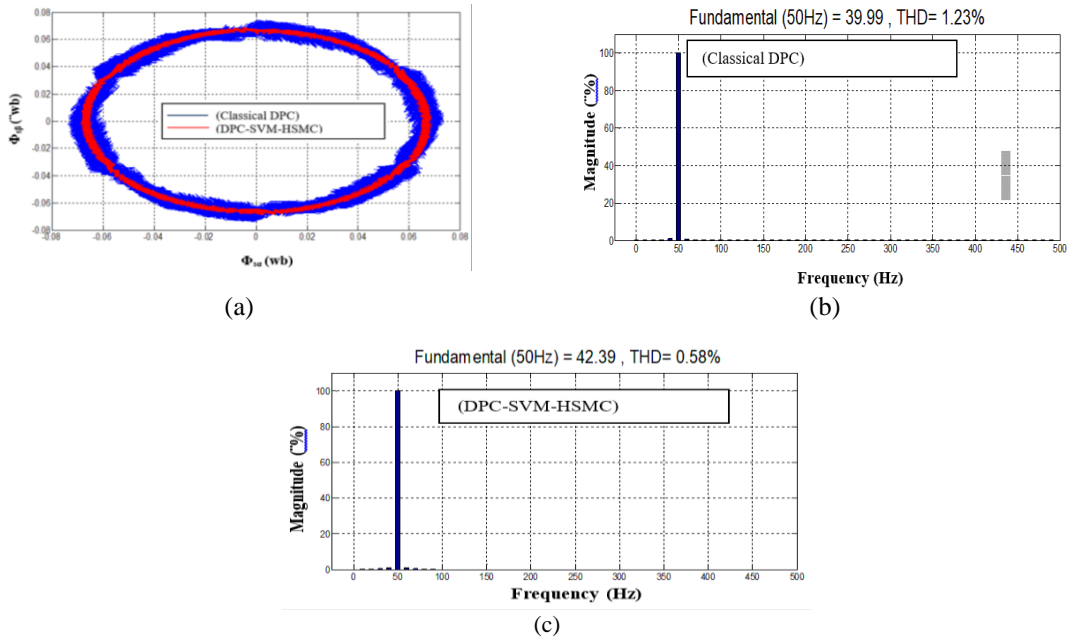 0.08
0.06
0.04
0.02
0
-0.02
-0.04
-0.06
-0.08
-0.08 -0.06 -0.04 -0.02 0 0.02 0.04 0.06 0.08
(Classical DPC)
(DPC-SVM-HSMC)
Φsβ (wb)
Φsα (wb)
(a)
Fundamental (50Hz) = 39.99 , THD= 1.23%
(Classical DPC)
Magnitude ("%)
100
80
60
40
20
0
0 50 100 150 200 250 300 350 400 450 500
Frequency (Hz)
(b)
Fundamental (50Hz) = 42.39 , THD= 0.58%
(DPC-SVM-HSMC)
Magnitude ("%)
100
80
60
40
20
0
0 50 100 150 200 250 300 350 400 450 500
Frequency (Hz)
(c)